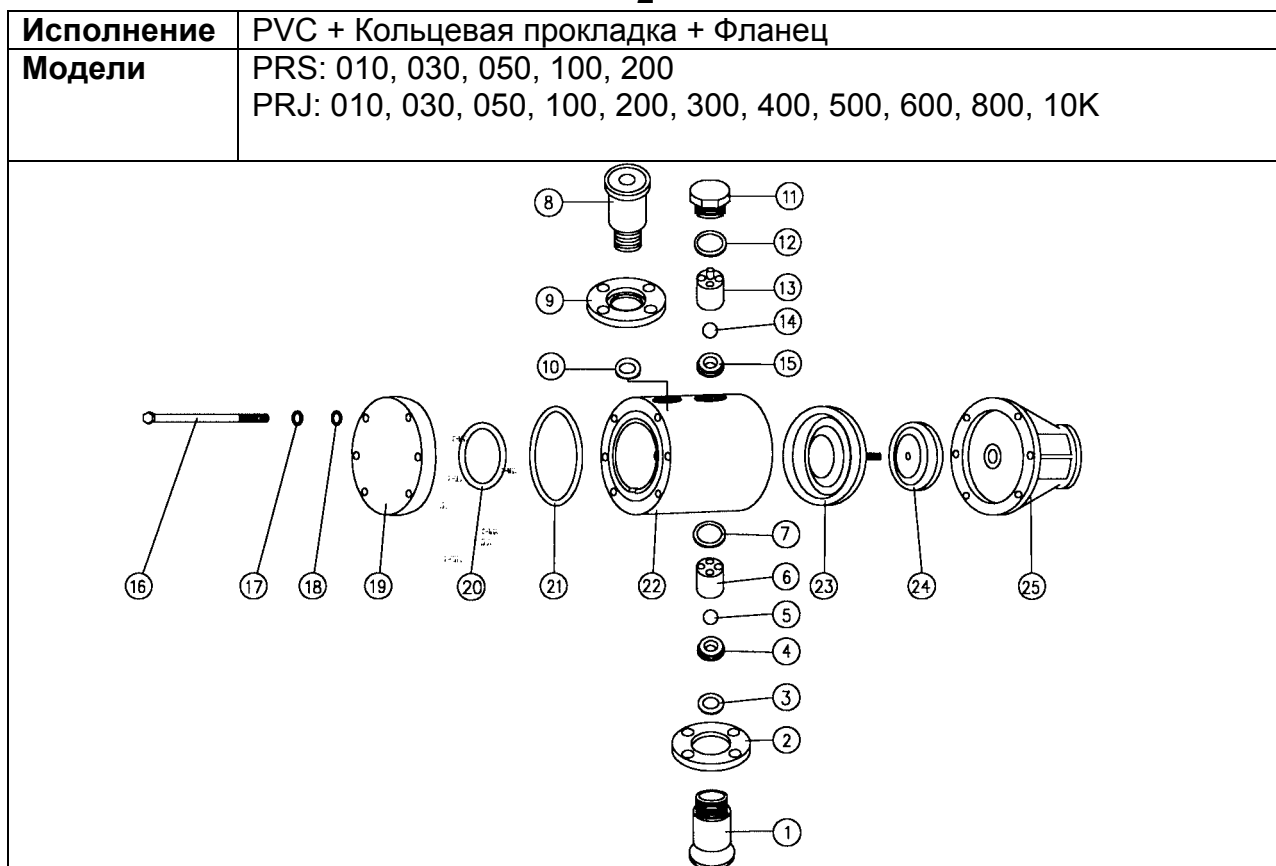 Исполнение PVC + Кольцевая прокладка + Фланец
Модели PRS: 010, 030, 050, 100, 200
PRJ: 010, 030, 050, 100, 200, 300, 400, 500, 600, 800, 10K
8 11
12
9 13
14
10 15
7
16 17 18 19 20 21 22 6 23 24 25
5
4
3
2
1